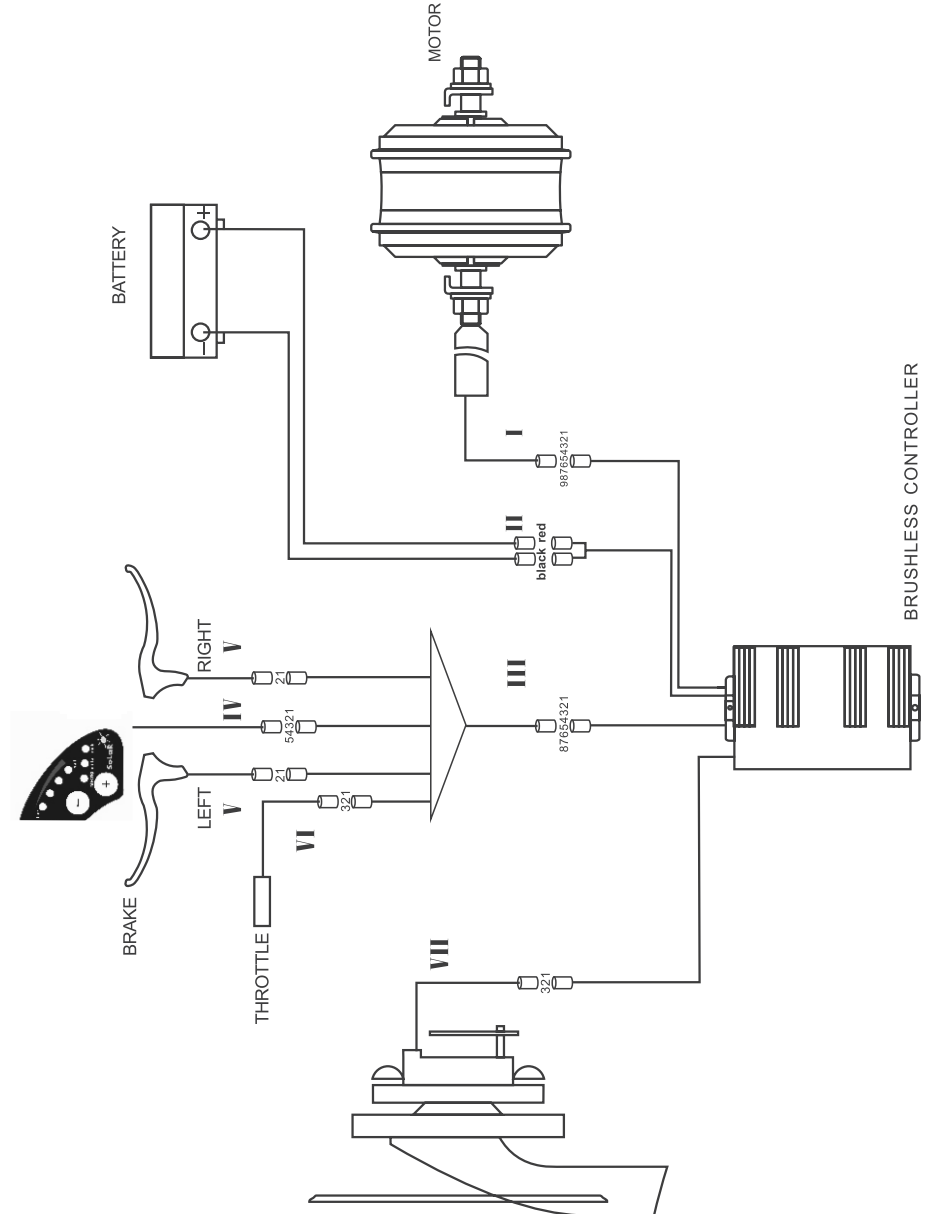 MOTOR
BATTERY
+
−
I
987654321
II
black red
BRUSHLESS CONTROLLER
RIGHT
V
21
IV
54321
III
87654321
LEFT
V
21
+
−
SOLAR
VI
321
BRAKE
THROTTLE
VII
321